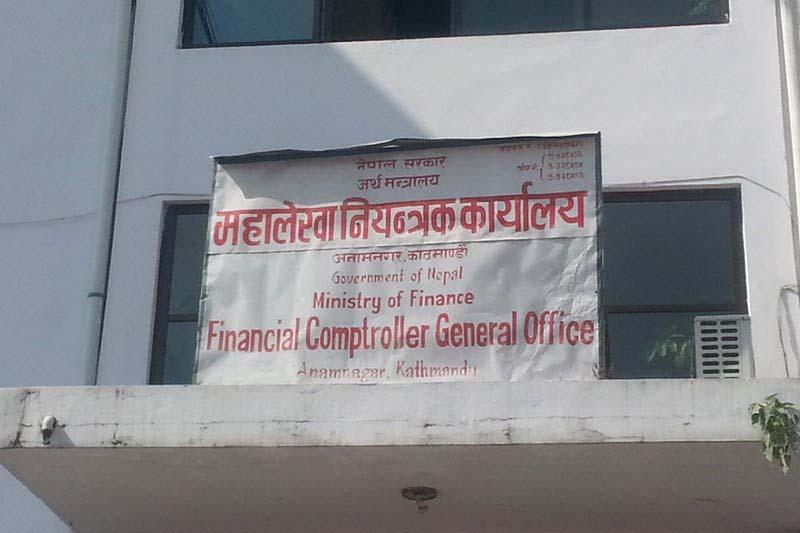 नेपाल सरकार
अर्थ मन्त्रालय
महालेखा नियन्त्रक कार्यालय
अनामनगर, काठमाण्डौ
Government of Nepal
Ministry of Finance
Financial Comptroller General Office
Anamnagar, Kathmandu